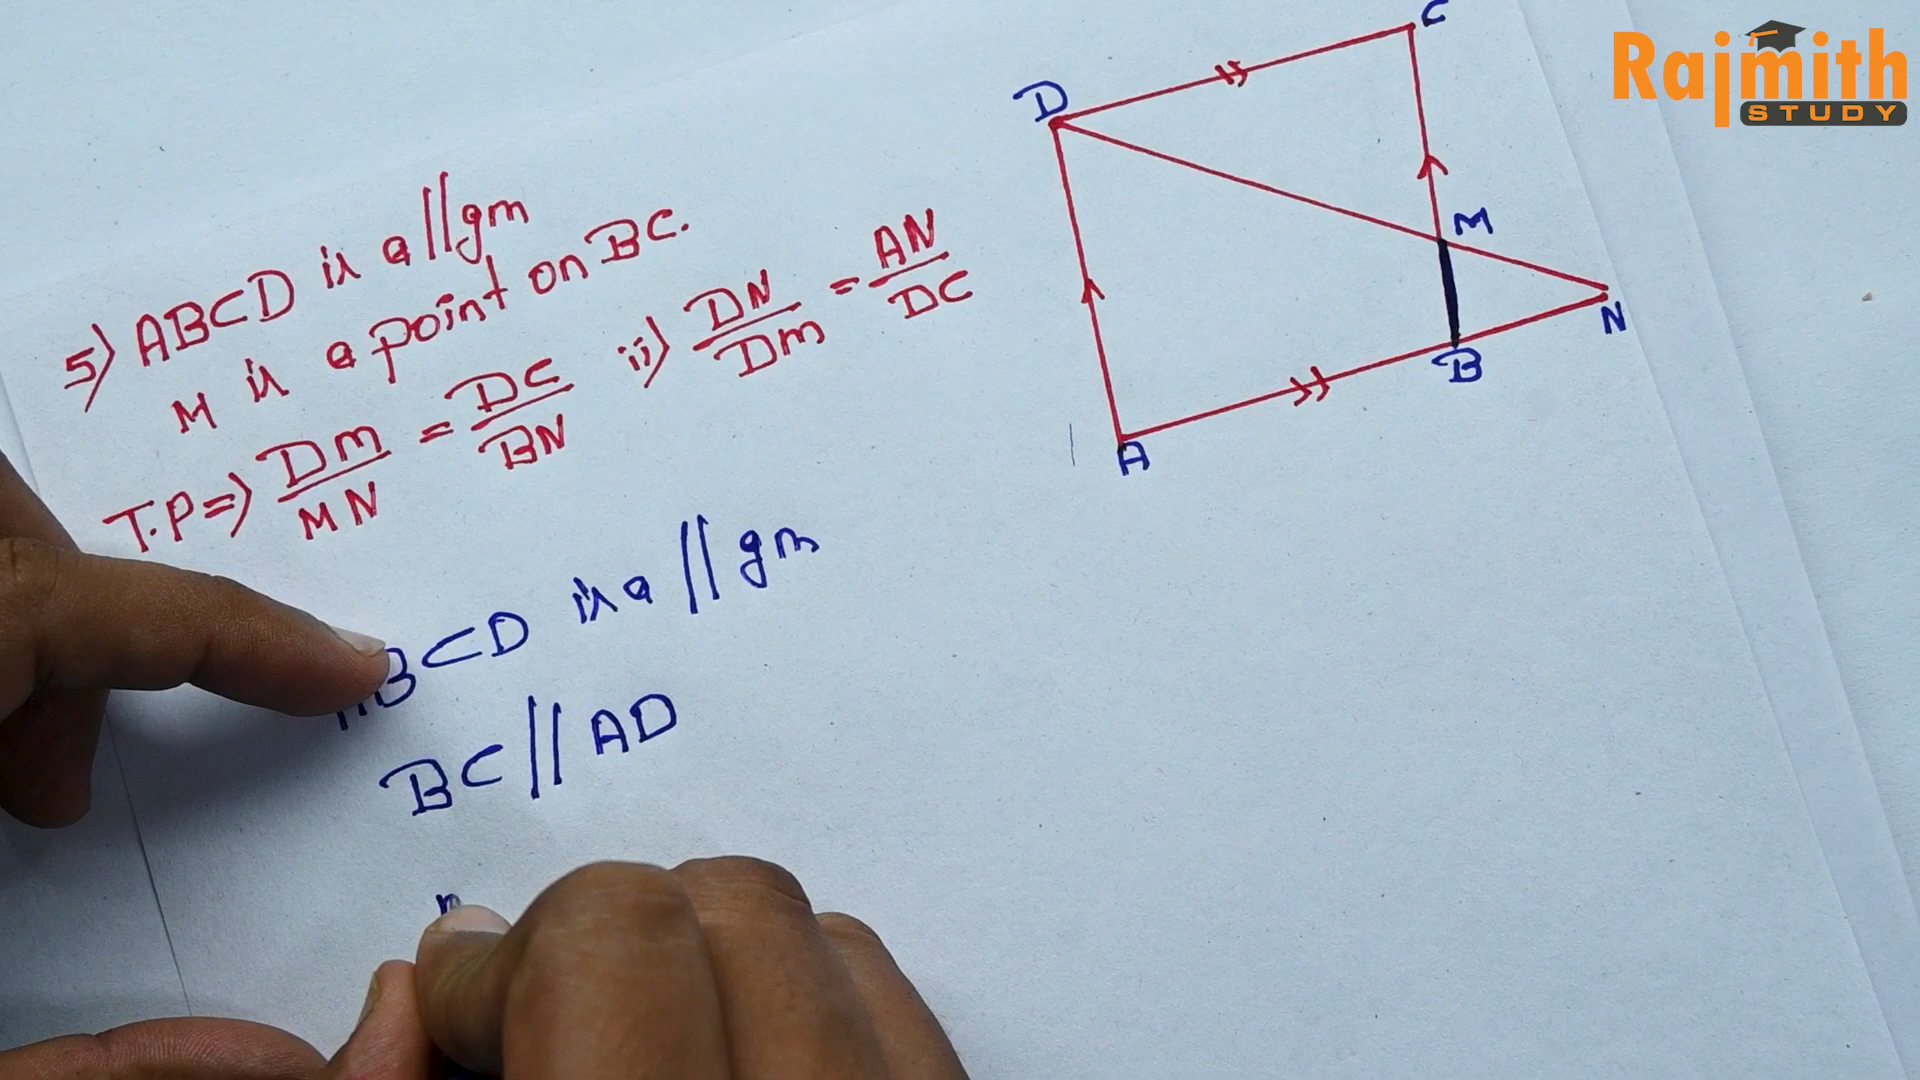 5) ABCD is a //gm
M is a point on BC.
T.P => DM/MN = DC/BN ii) DN/DM = AN/DC
ABCD is a //gm
BC // AD
D
C
M
N
B
A
Rajmith
STUDY